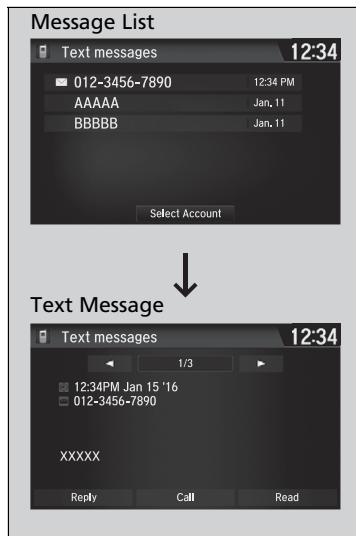 Message List
Text messages 12:34
012-3456-7890 12:34 PM
AAAAA Jan. 11
BBBBB Jan. 11
Select Account
Text Message
Text messages 12:34
1/3
12:34PM Jan 15 '16
012-3456-7890
XXXXX
Reply Call Read